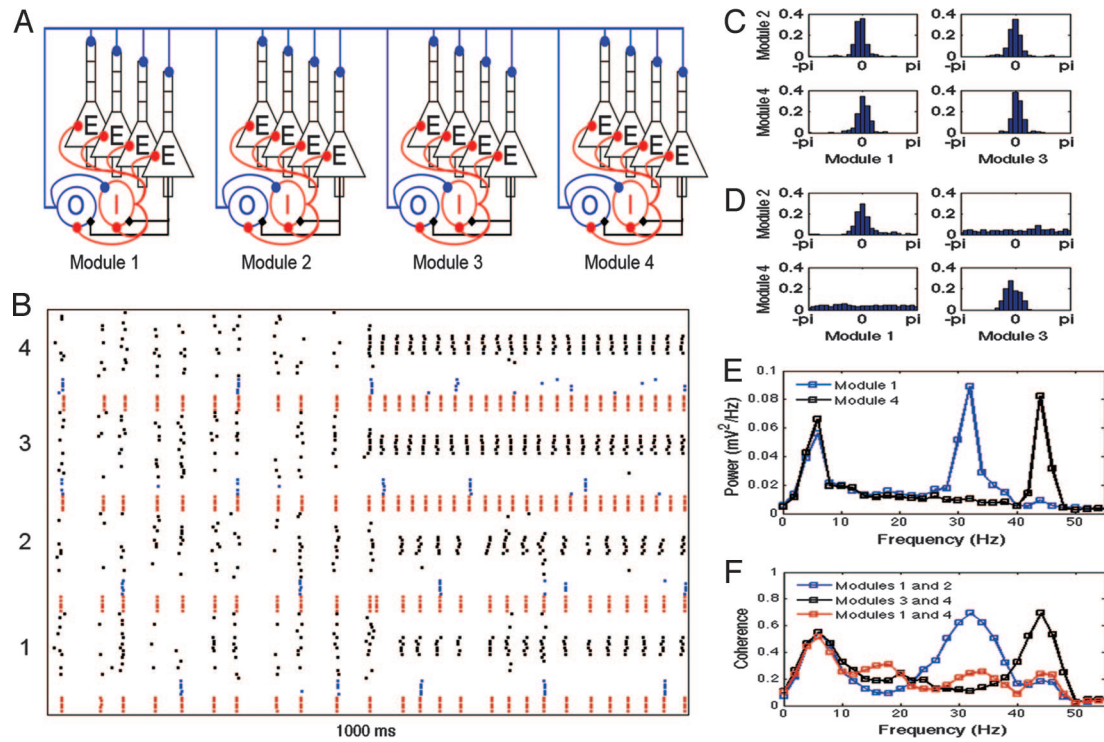 A
E
E
E
E
O
I
Module 1
E
E
E
E
O
I
Module 2
E
E
E
E
O
I
Module 3
E
E
E
E
O
I
Module 4
B
4
3
2
1
1000 ms
C
Module 2
0.4
0.2
0
-pi
0
pi
0.4
0.2
0
-pi
0
pi
Module 4
0.4
0.2
0
-pi
0
pi
Module 1
0.4
0.2
0
-pi
0
pi
Module 3
D
Module 2
0.4
0.2
0
-pi
0
pi
0.4
0.2
0
-pi
0
pi
Module 4
0.4
0.2
0
-pi
0
pi
Module 1
0.4
0.2
0
-pi
0
pi
Module 3
E
Power (mV²/Hz)
0.1
0.08
0.06
0.04
0.02
0
Module 1
Module 4
0 10 20 30 40 50
Frequency (Hz)
F
Coherence
1
0.8
0.6
0.4
0.2
0
Modules 1 and 2
Modules 3 and 4
Modules 1 and 4
0 10 20 30 40 50
Frequency (Hz)